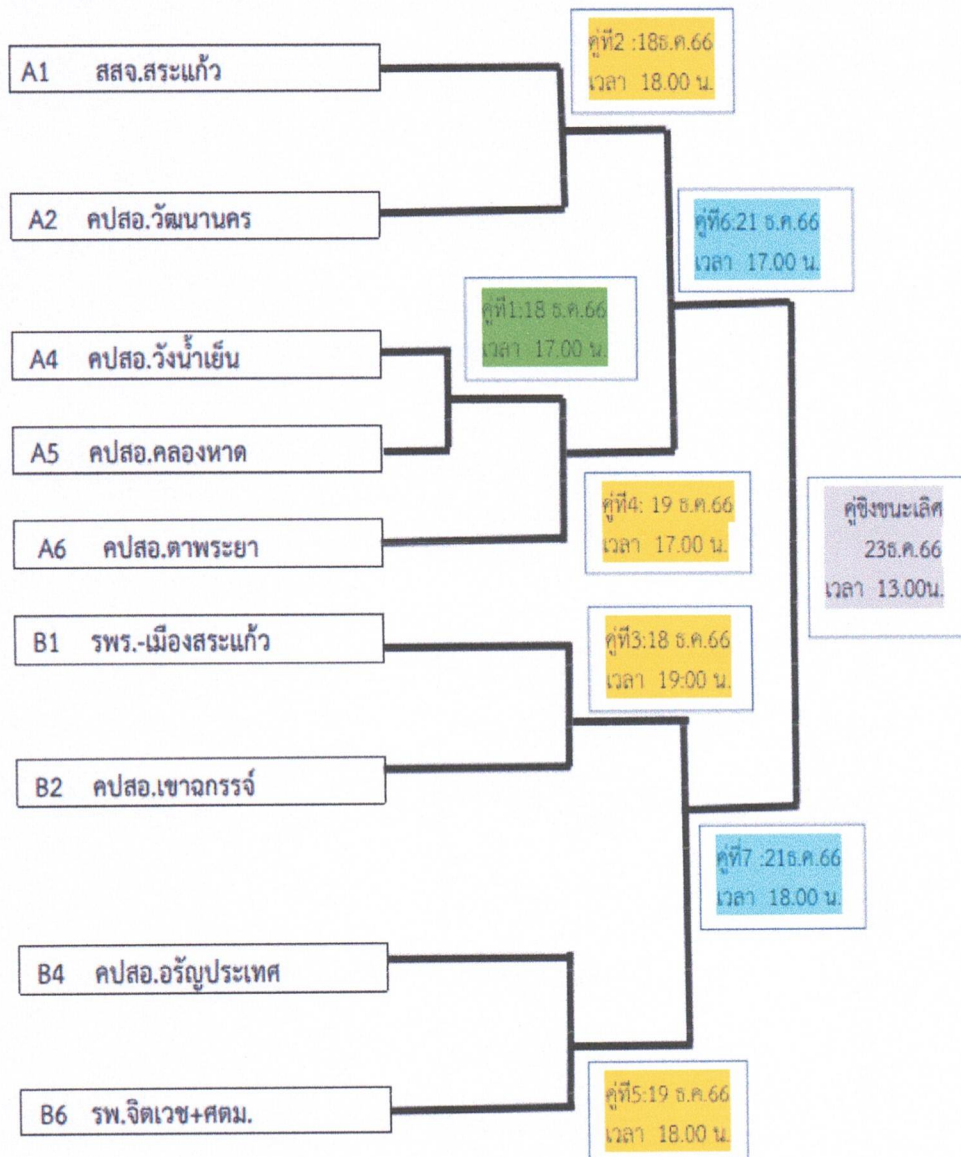 คู่ที่2 :18ธ.ค.66
เวลา 18.00 น.
A1 สสจ.สระแก้ว
A2 คปสอ.วัฒนานคร
คู่ที่6:21 ธ.ค.66
เวลา 17.00 น.
คู่ที่1:18 ธ.ค.66
เวลา 17.00 น.
A4 คปสอ.วังน้ำเย็น
A5 คปสอ.คลองหาด
คู่ที่4: 19 ธ.ค.66
เวลา 17.00 น.
A6 คปสอ.ตาพระยา
คู่ชิงชนะเลิศ
23ธ.ค.66
เวลา 13.00น.
B1 รพร.-เมืองสระแก้ว
คู่ที่3:18 ธ.ค.66
เวลา 19:00 น.
B2 คปสอ.เขาฉกรรจ์
คู่ที่7 :21ธ.ค.66
เวลา 18.00 น.
B4 คปสอ.อรัญประเทศ
คู่ที่5:19 ธ.ค.66
เวลา 18.00 น.
B6 รพ.จิตเวช+ศตม.